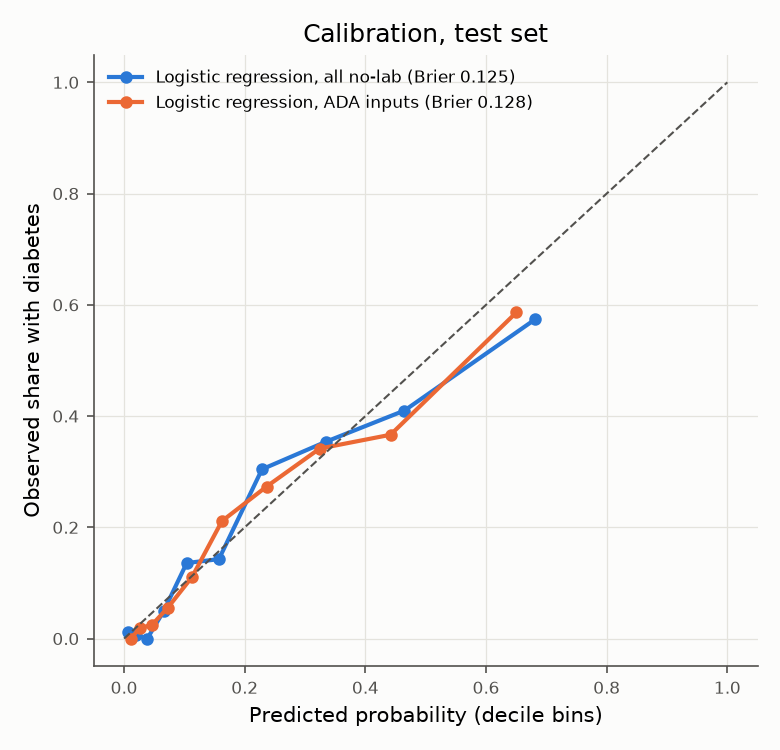 Calibration, test set
Logistic regression, all no-lab (Brier 0.125)
Logistic regression, ADA inputs (Brier 0.128)
1.0
0.8
0.6
0.4
0.2
0.0
Observed share with diabetes
0.0 0.2 0.4 0.6 0.8 1.0
Predicted probability (decile bins)